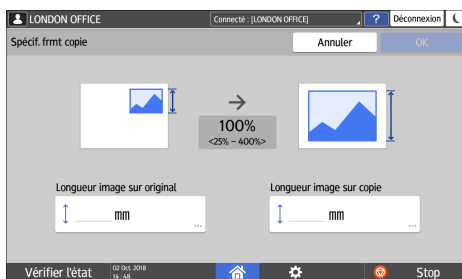 LONDON OFFICE
Connecté : [LONDON OFFICE]
?
Déconnexion
Spécif. frmt copie
Annuler
OK
100%
<25% – 400%>
Longueur image sur original
Longueur image sur copie
mm
...
mm
...
Vérifier l'état
02 Oct. 2018
14 : 48
Stop